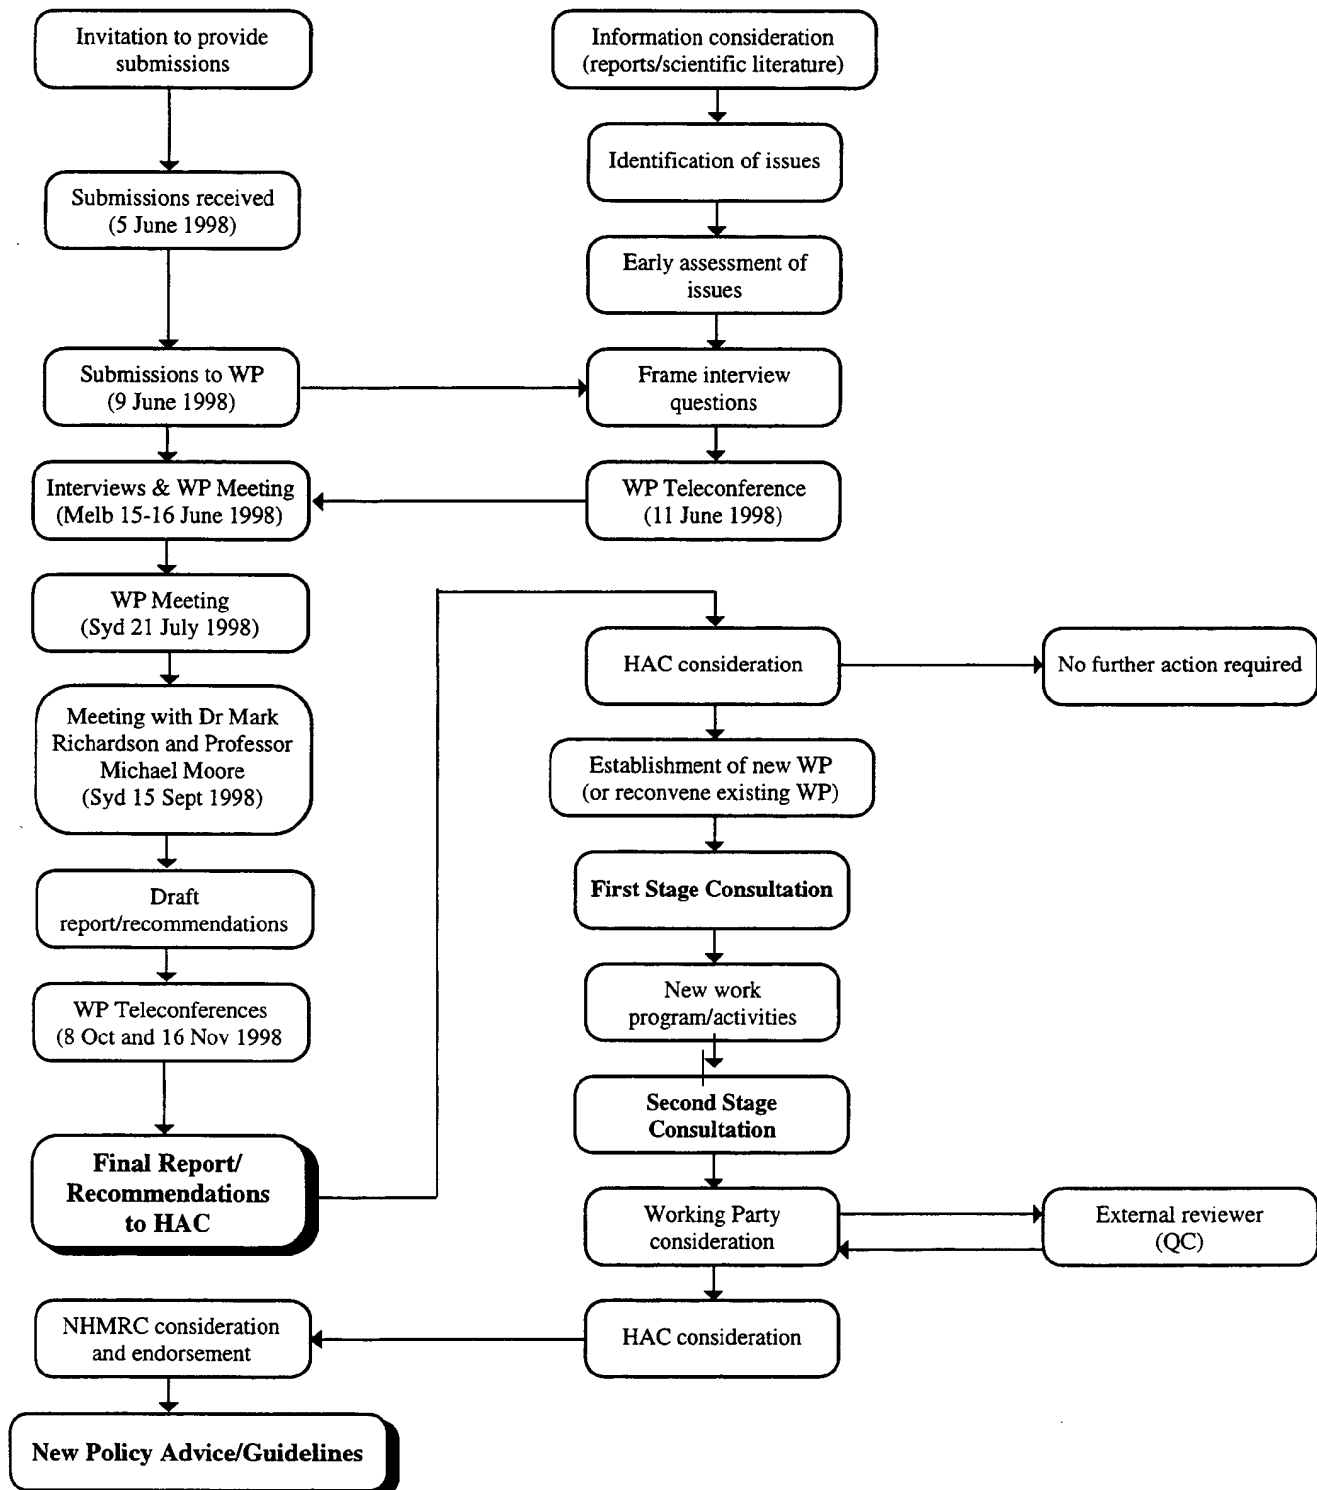 Invitation to provide
submissions
Information consideration
(reports/scientific literature)
Identification of issues
Submissions received
(5 June 1998)
Early assessment of
issues
Submissions to WP
(9 June 1998)
Frame interview
questions
Interviews & WP Meeting
(Melb 15-16 June 1998)
WP Teleconference
(11 June 1998)
WP Meeting
(Syd 21 July 1998)
HAC consideration
No further action required
Meeting with Dr Mark
Richardson and Professor
Michael Moore
(Syd 15 Sept 1998)
Establishment of new WP
(or reconvene existing WP)
First Stage Consultation
Draft
report/recommendations
New work
program/activities
WP Teleconferences
(8 Oct and 16 Nov 1998
Second Stage
Consultation
Final Report/
Recommendations
to HAC
Working Party
consideration
External reviewer
(QC)
NHMRC consideration
and endorsement
HAC consideration
New Policy Advice/Guidelines